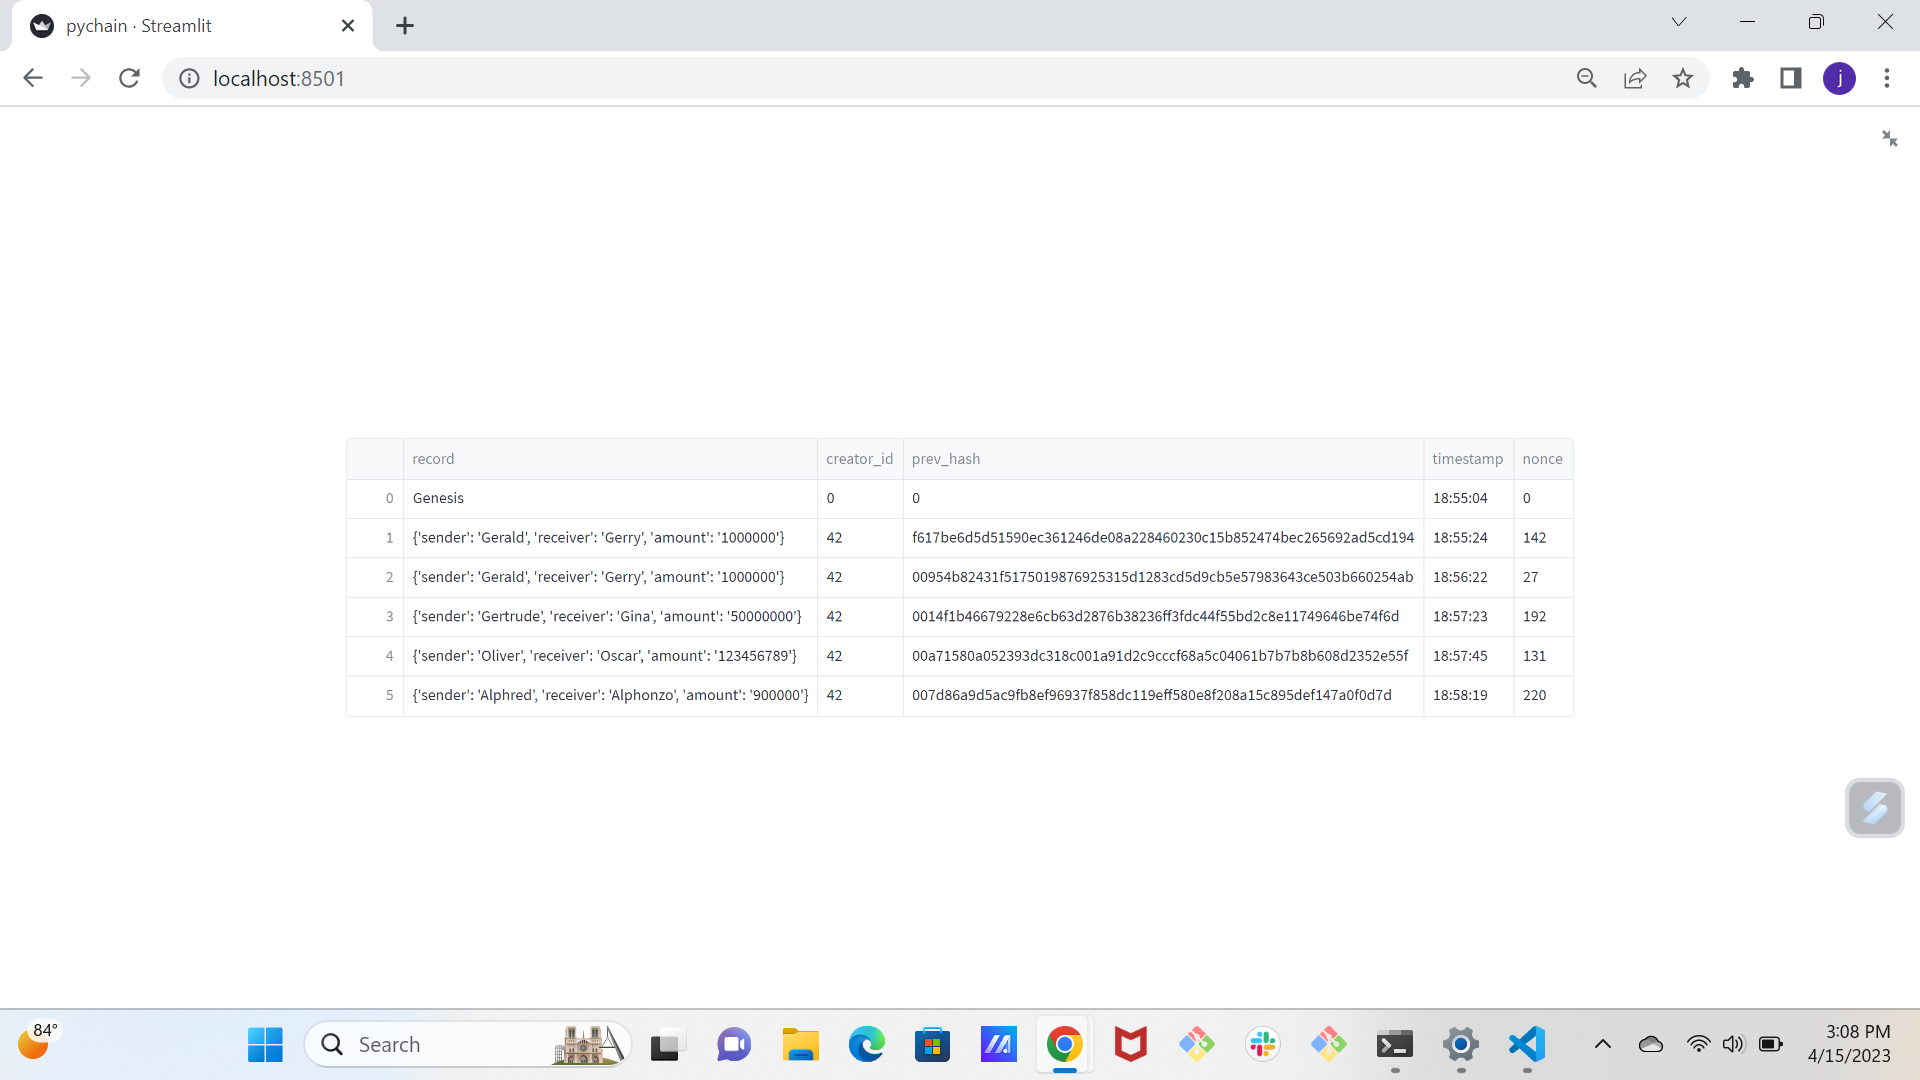 pychain · Streamlit
localhost:8501
j
record creator_id prev_hash timestamp nonce
0 Genesis 0 0 18:55:04 0
1 {'sender': 'Gerald', 'receiver': 'Gerry', 'amount': '1000000'} 42 f617be6d5d51590ec361246de08a228460230c15b852474bec265692ad5cd194 18:55:24 142
2 {'sender': 'Gerald', 'receiver': 'Gerry', 'amount': '1000000'} 42 00954b82431f5175019876925315d1283cd5d9cb5e57983643ce503b660254ab 18:56:22 27
3 {'sender': 'Gertrude', 'receiver': 'Gina', 'amount': '50000000'} 42 0014f1b46679228e6cb63d2876b38236ff3fdc44f55bd2c8e11749646be74f6d 18:57:23 192
4 {'sender': 'Oliver', 'receiver': 'Oscar', 'amount': '123456789'} 42 00a71580a052393dc318c001a91d2c9cccf68a5c04061b7b7b8b608d2352e55f 18:57:45 131
5 {'sender': 'Alphred', 'receiver': 'Alphonzo', 'amount': '900000'} 42 007d86a9d5ac9fb8ef96937f858dc119eff580e8f208a15c895def147a0f0d7d 18:58:19 220
84°
Search
3:08 PM
4/15/2023